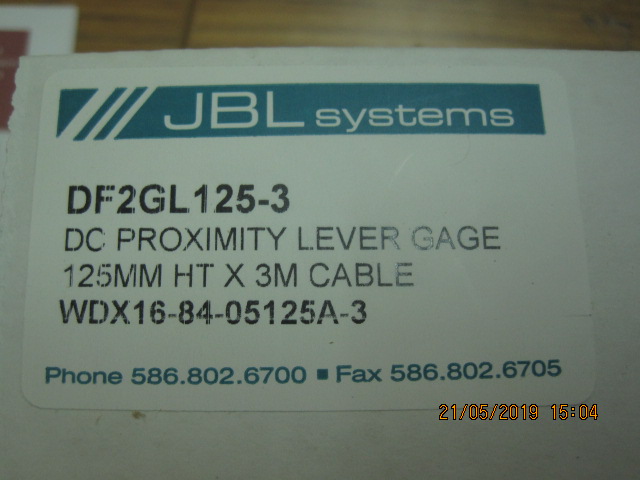 JBL systems
DF2GL125-3
DC PROXIMITY LEVER GAGE
125MM HT X 3M CABLE
WDX16-84-05125A-3
Phone 586.802.6700 ▪ Fax 586.802.6705
21/05/2019 15:04